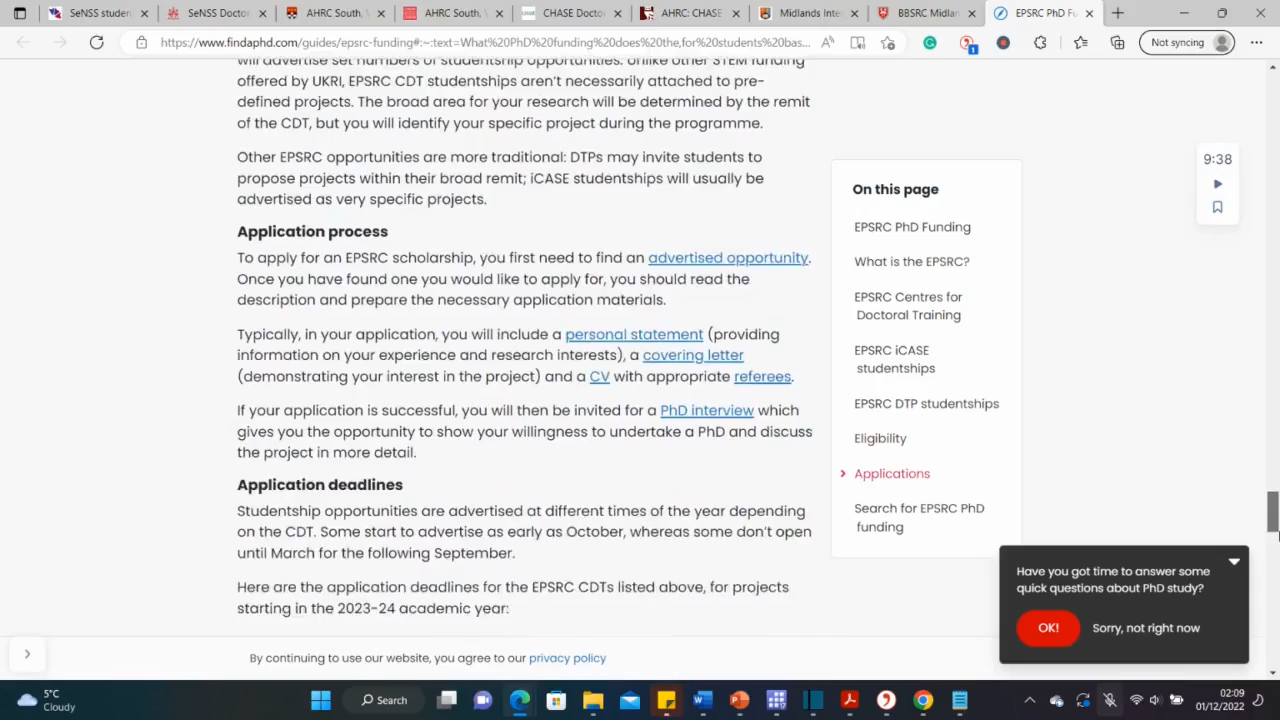 SeNSS studen
SeNSS Doctor
AHRC South, V
AHRC South, V
CHASE Doctor
AHRC: CHASE
Midlands Inte
BBSRC Midlan
EPSRC PhD Fu
https://www.findaphd.com/guides/epsrc-funding#:~:text=What%20PhD%20funding%20does%20the,for%20students%20bas...
1
Not syncing
will advertise set numbers of studentship opportunities. Unlike other STEM funding
offered by UKRI, EPSRC CDT studentships aren't necessarily attached to pre-
defined projects. The broad area for your research will be determined by the remit
of the CDT, but you will identify your specific project during the programme.
Other EPSRC opportunities are more traditional: DTPs may invite students to
propose projects within their broad remit; iCASE studentships will usually be
advertised as very specific projects.
Application process
To apply for an EPSRC scholarship, you first need to find an advertised opportunity.
Once you have found one you would like to apply for, you should read the
description and prepare the necessary application materials.
Typically, in your application, you will include a personal statement (providing
information on your experience and research interests), a covering letter
(demonstrating your interest in the project) and a CV with appropriate referees.
If your application is successful, you will then be invited for a PhD interview which
gives you the opportunity to show your willingness to undertake a PhD and discuss
the project in more detail.
Application deadlines
Studentship opportunities are advertised at different times of the year depending
on the CDT. Some start to advertise as early as October, whereas some don't open
until March for the following September.
Here are the application deadlines for the EPSRC CDTs listed above, for projects
starting in the 2023-24 academic year:
On this page
EPSRC PhD Funding
What is the EPSRC?
EPSRC Centres for
Doctoral Training
EPSRC iCASE
studentships
EPSRC DTP studentships
Eligibility
Applications
Search for EPSRC PhD
funding
9:38
Have you got time to answer some
quick questions about PhD study?
OK!
Sorry, not right now
By continuing to use our website, you agree to our privacy policy
5°C
Cloudy
Search
02:09
01/12/2022